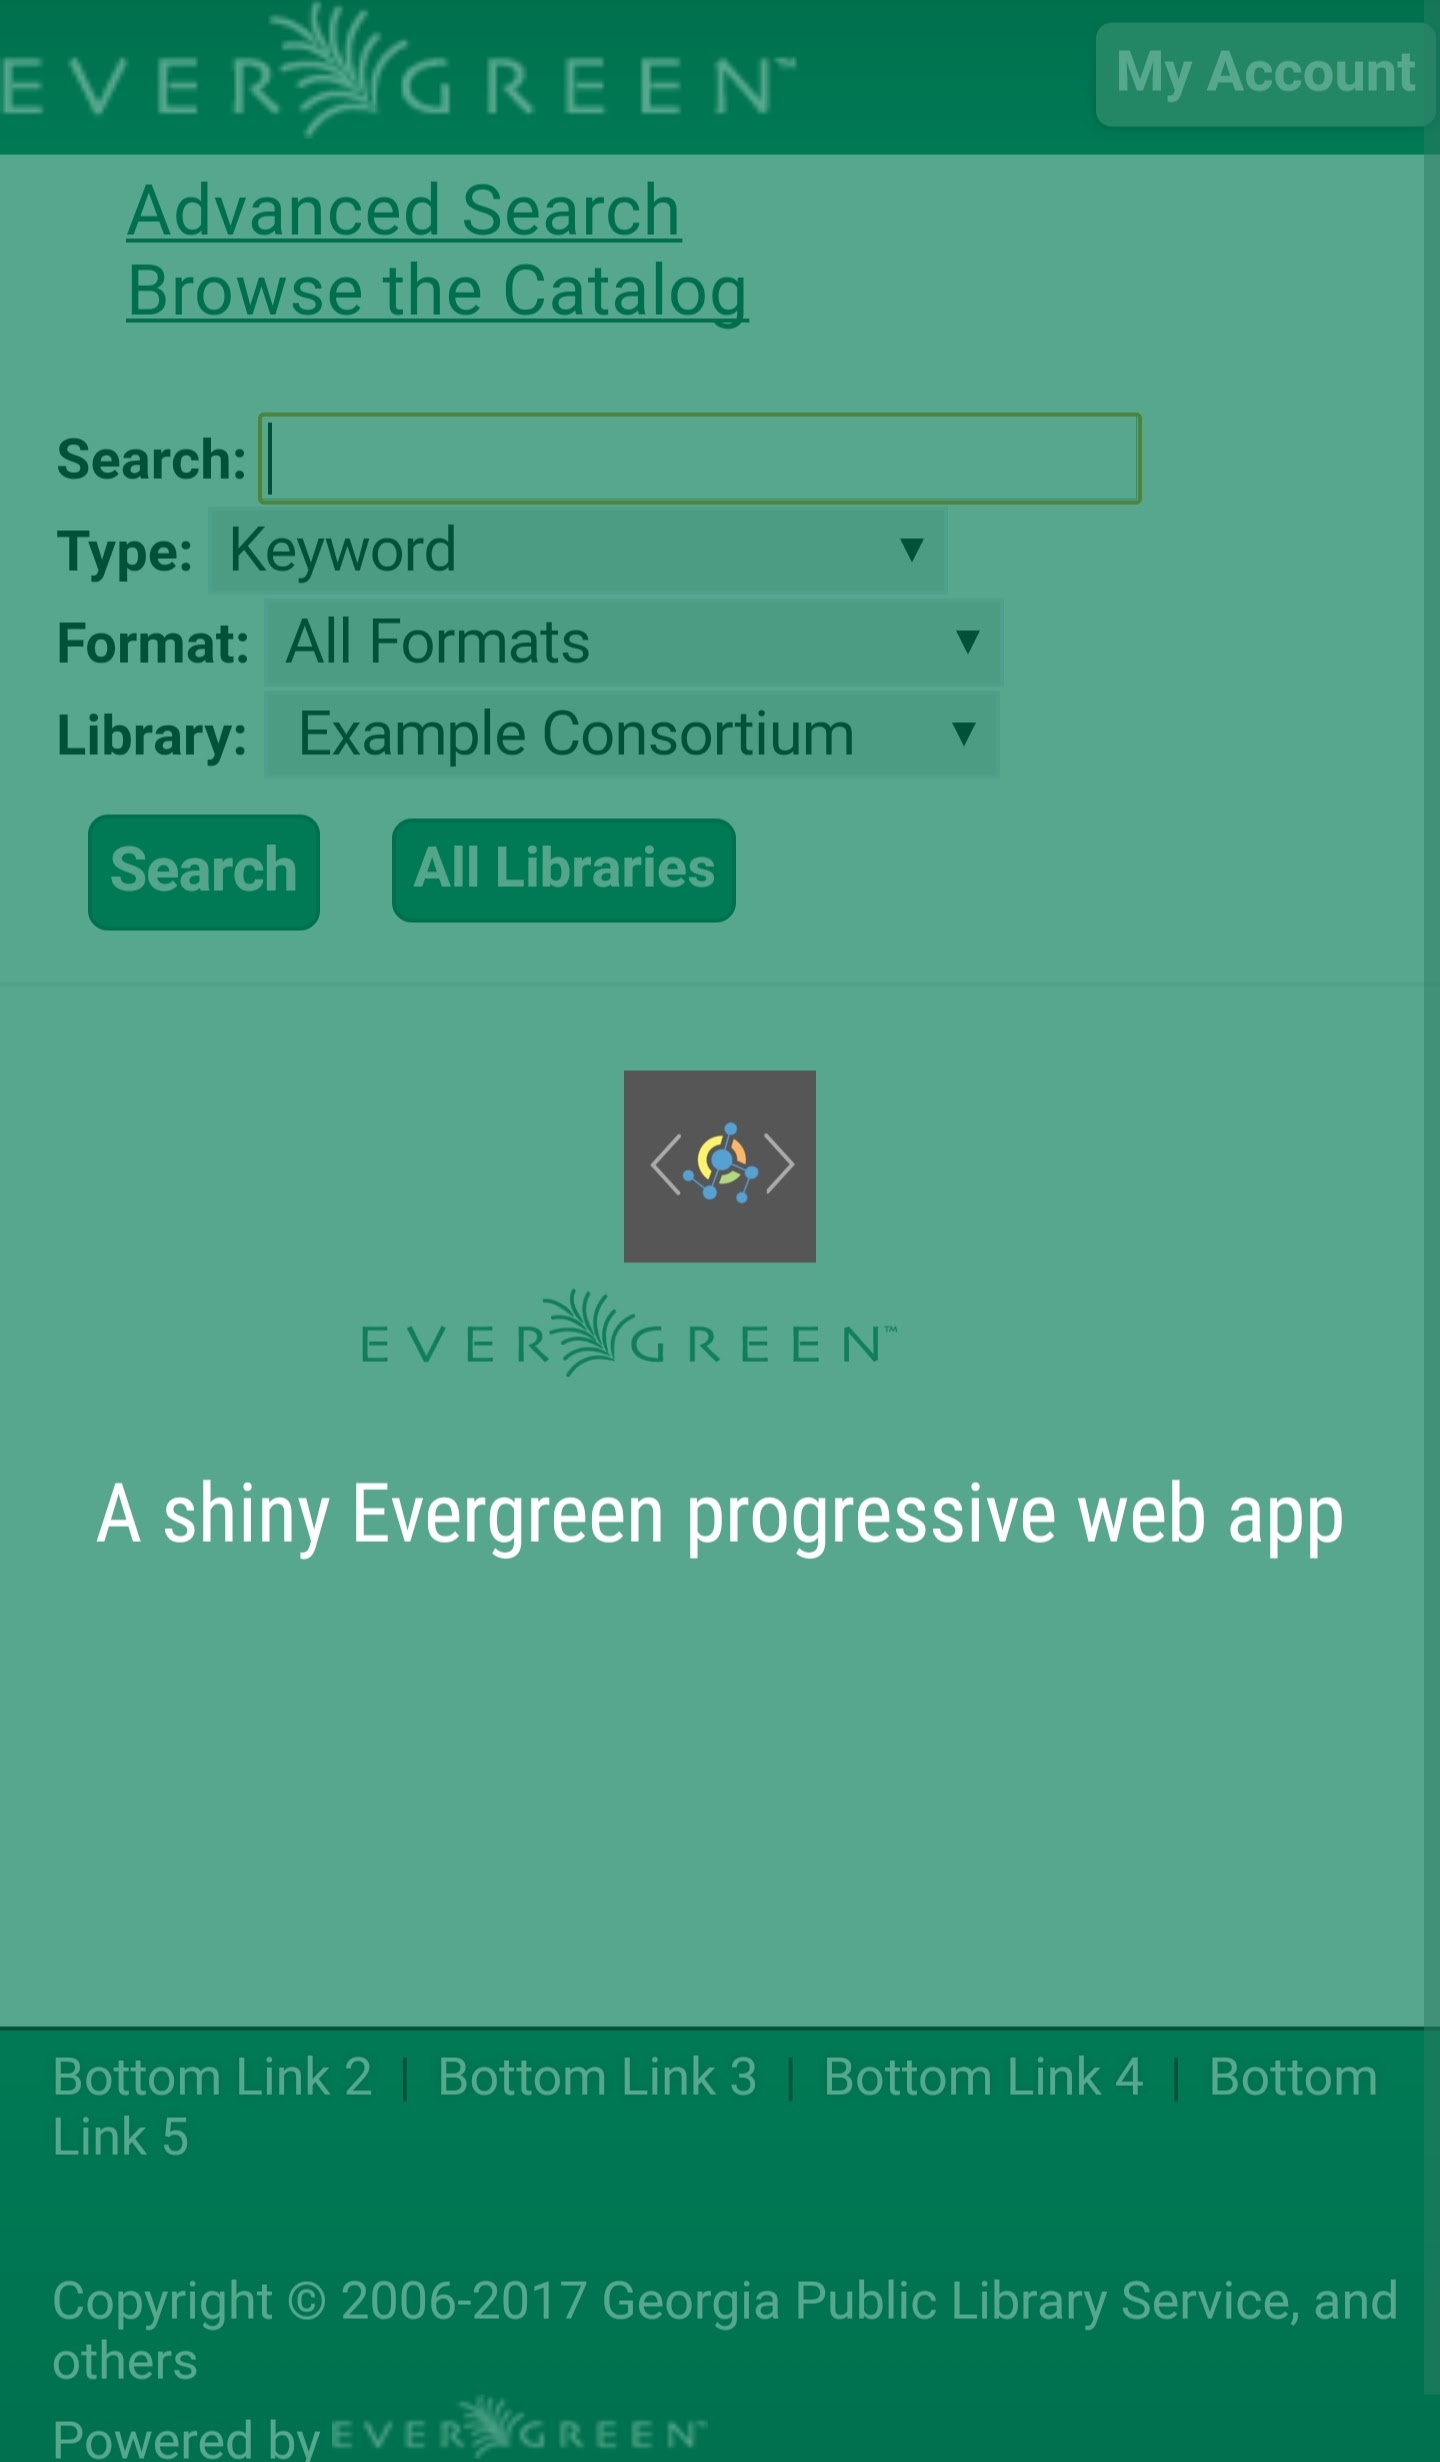 EVERGREEN™
My Account
Advanced Search
Browse the Catalog
Search:
Type: Keyword
Format: All Formats
Library: Example Consortium
Search
All Libraries
EVERGREEN™
A shiny Evergreen progressive web app
Bottom Link 2 | Bottom Link 3 | Bottom Link 4 | Bottom
Link 5
Copyright © 2006-2017 Georgia Public Library Service, and
others
Powered by EVERGREEN™